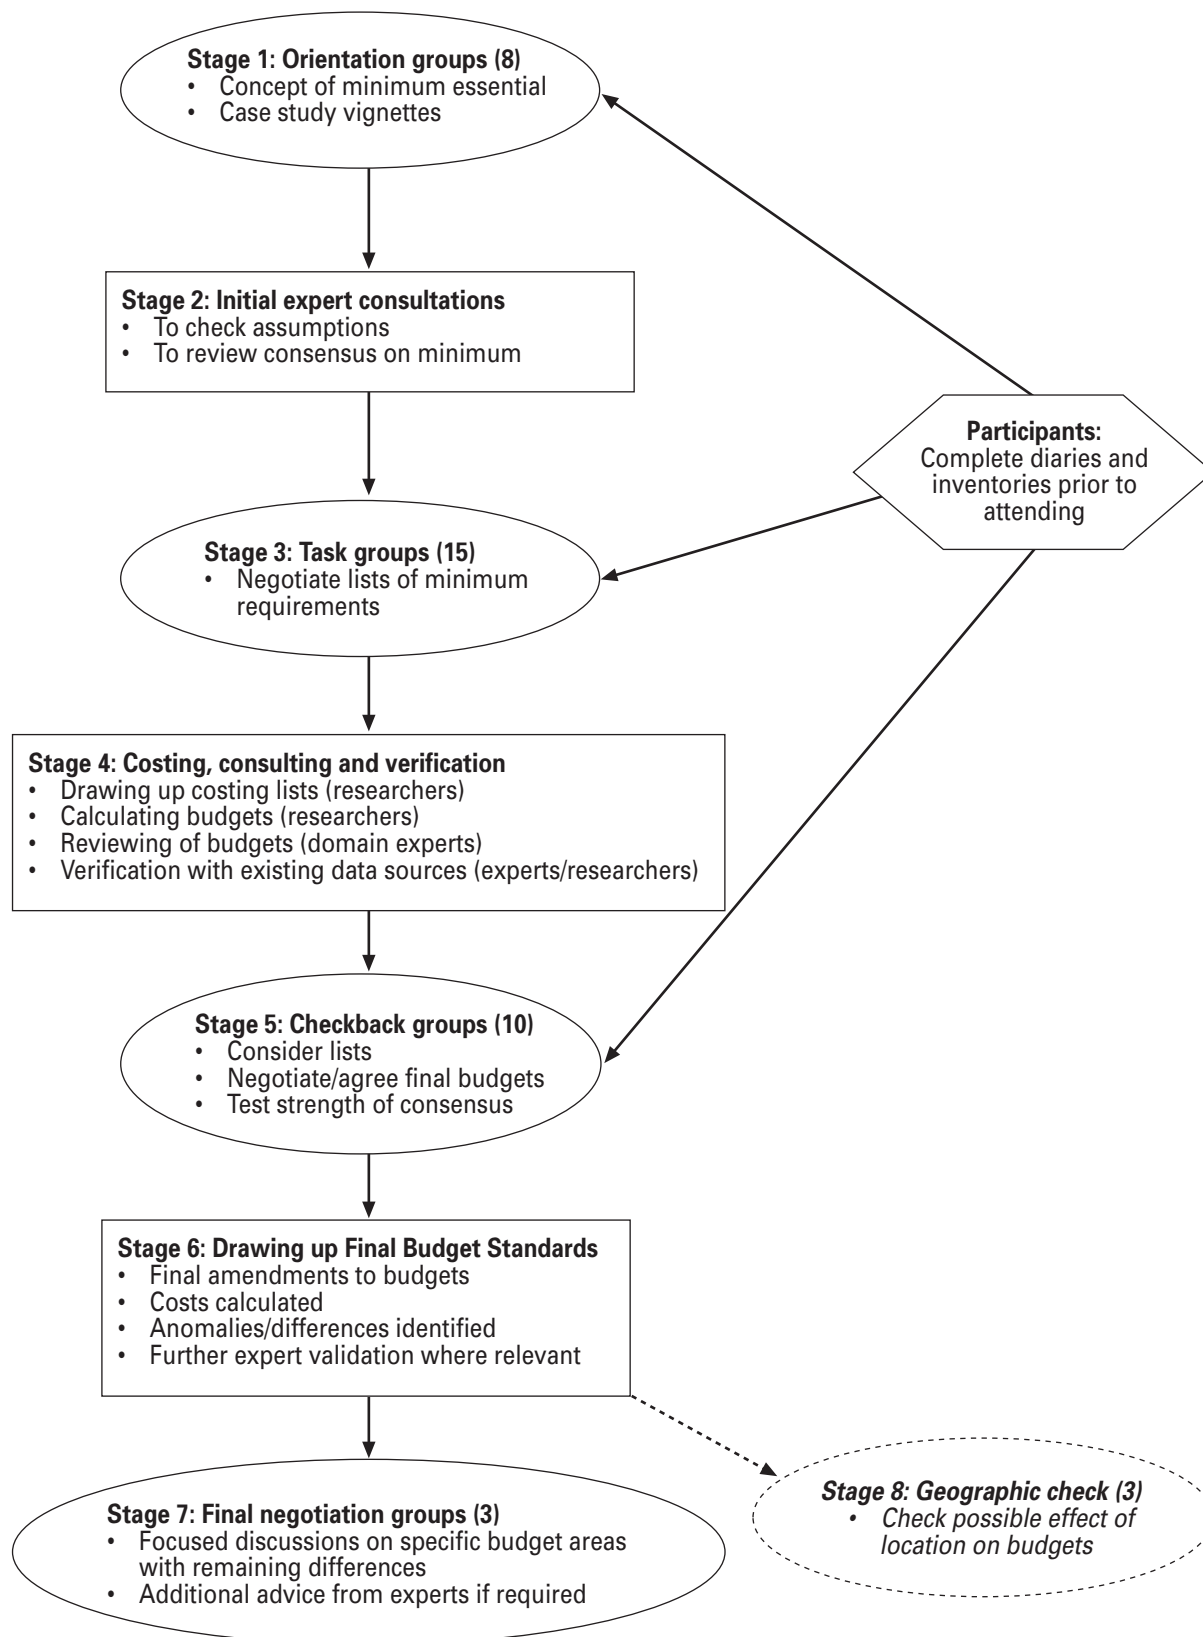 Stage 1: Orientation groups (8)
• Concept of minimum essential
• Case study vignettes
Stage 2: Initial expert consultations
• To check assumptions
• To review consensus on minimum
Participants:
Complete diaries and
inventories prior to
attending
Stage 3: Task groups (15)
• Negotiate lists of minimum
requirements
Stage 4: Costing, consulting and verification
• Drawing up costing lists (researchers)
• Calculating budgets (researchers)
• Reviewing of budgets (domain experts)
• Verification with existing data sources (experts/researchers)
Stage 5: Checkback groups (10)
• Consider lists
• Negotiate/agree final budgets
• Test strength of consensus
Stage 6: Drawing up Final Budget Standards
• Final amendments to budgets
• Costs calculated
• Anomalies/differences identified
• Further expert validation where relevant
Stage 7: Final negotiation groups (3)
• Focused discussions on specific budget areas
with remaining differences
• Additional advice from experts if required
Stage 8: Geographic check (3)
• Check possible effect of
location on budgets